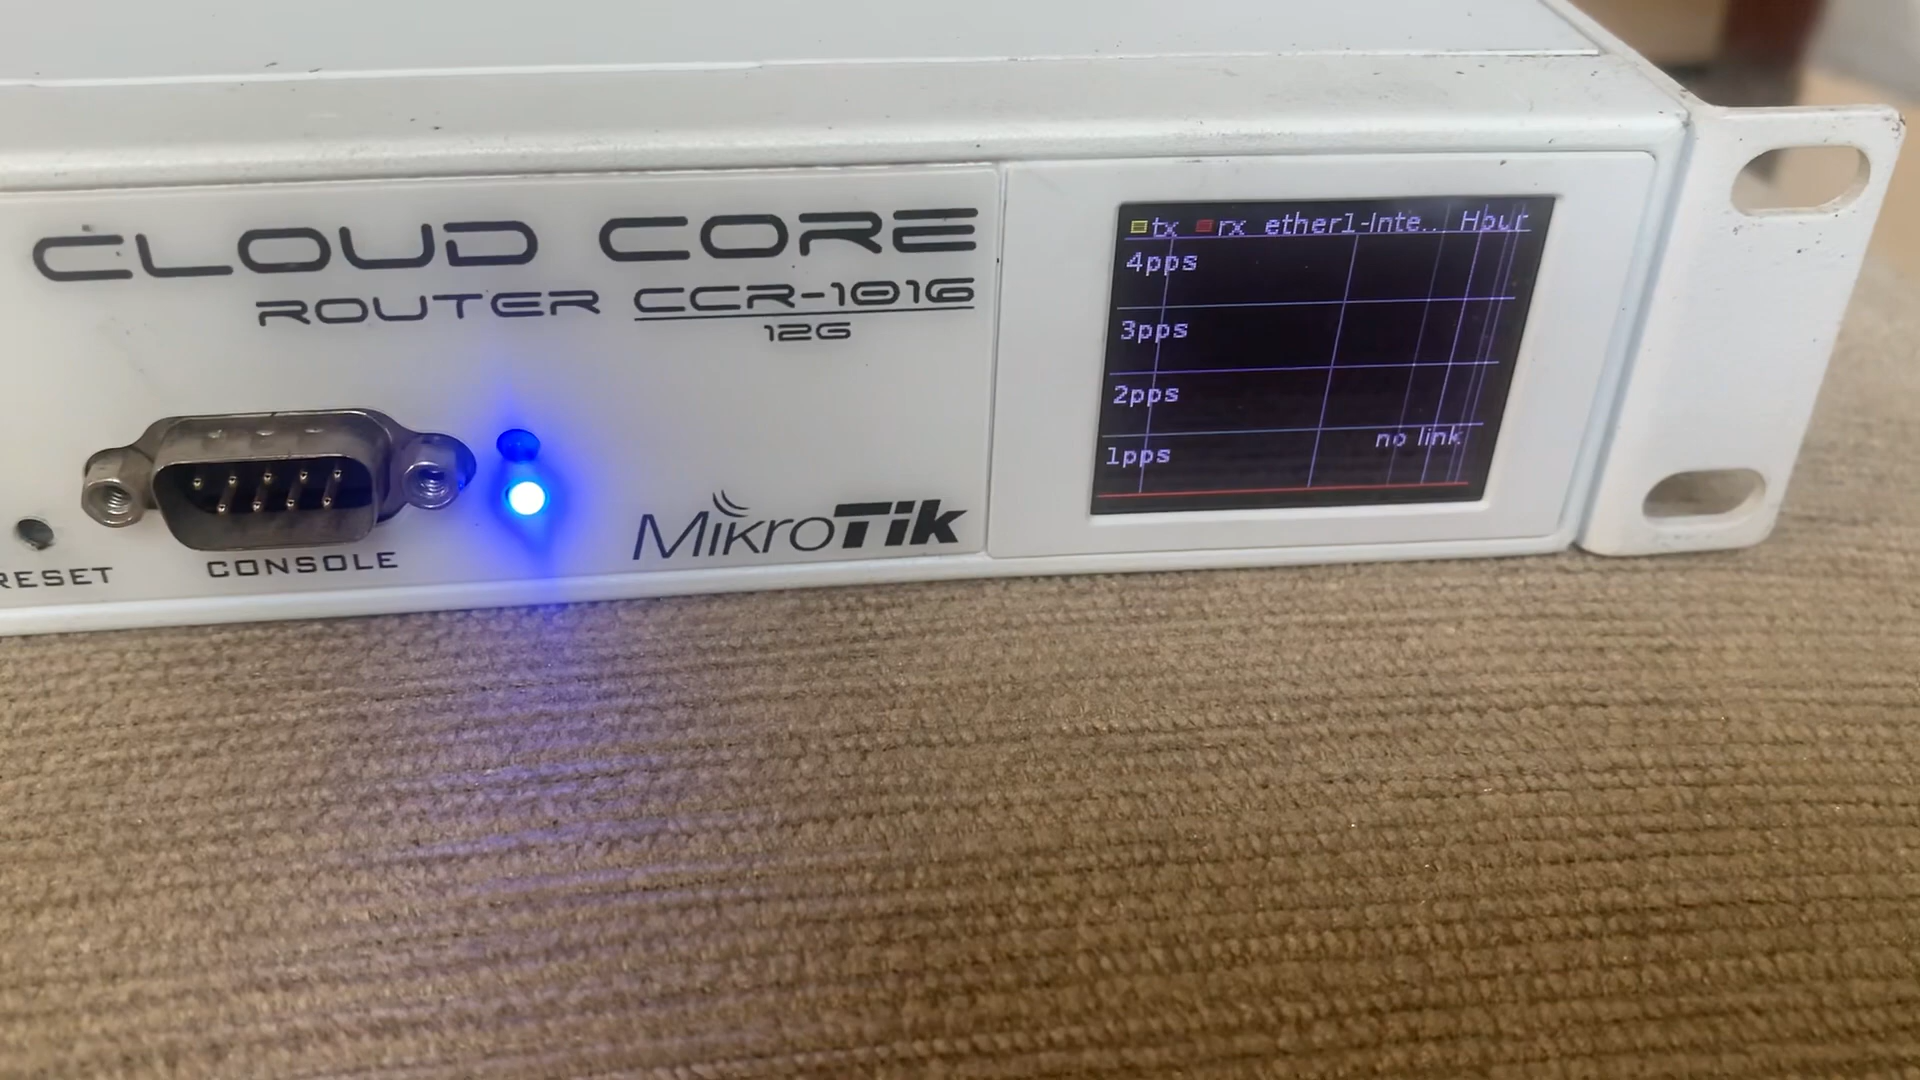 CLOUD CORE
ROUTER CCR-1016
12G
RESET
CONSOLE
MikroTik
tx rx ether1-Inte.. Hour
4pps
3pps
2pps
no link
1pps